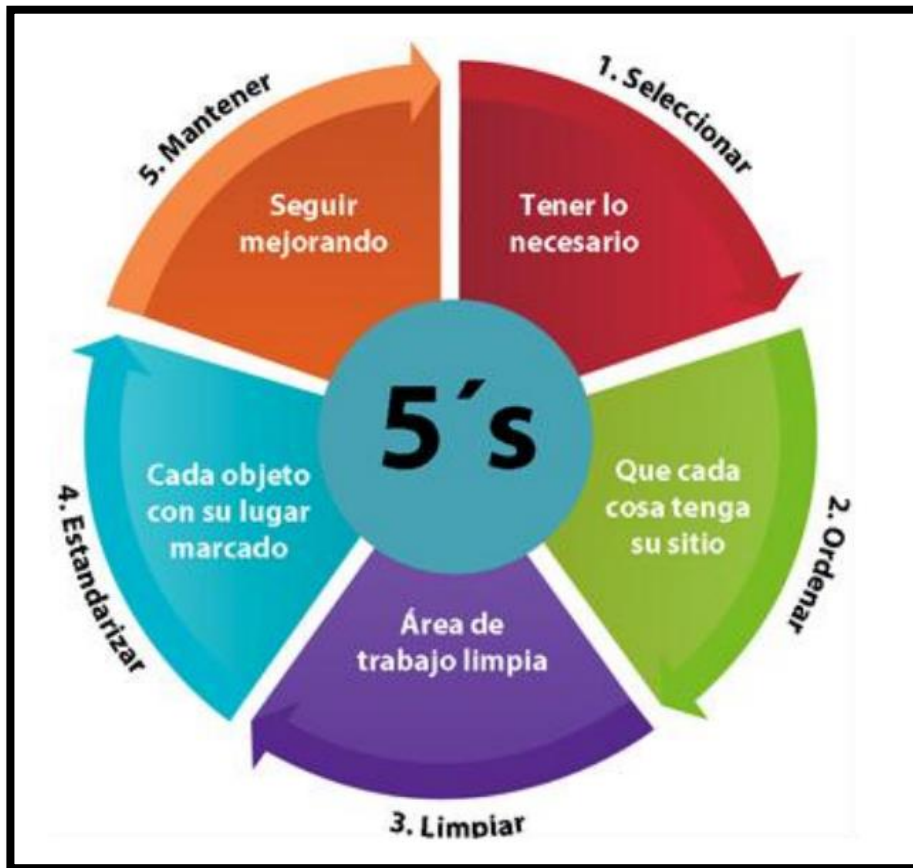 5´s
1. Seleccionar
Tener lo
necesario
2. Ordenar
Que cada
cosa tenga
su sitio
3. Limpiar
Área de
trabajo limpia
4. Estandarizar
Cada objeto
con su lugar
marcado
5. Mantener
Seguir
mejorando